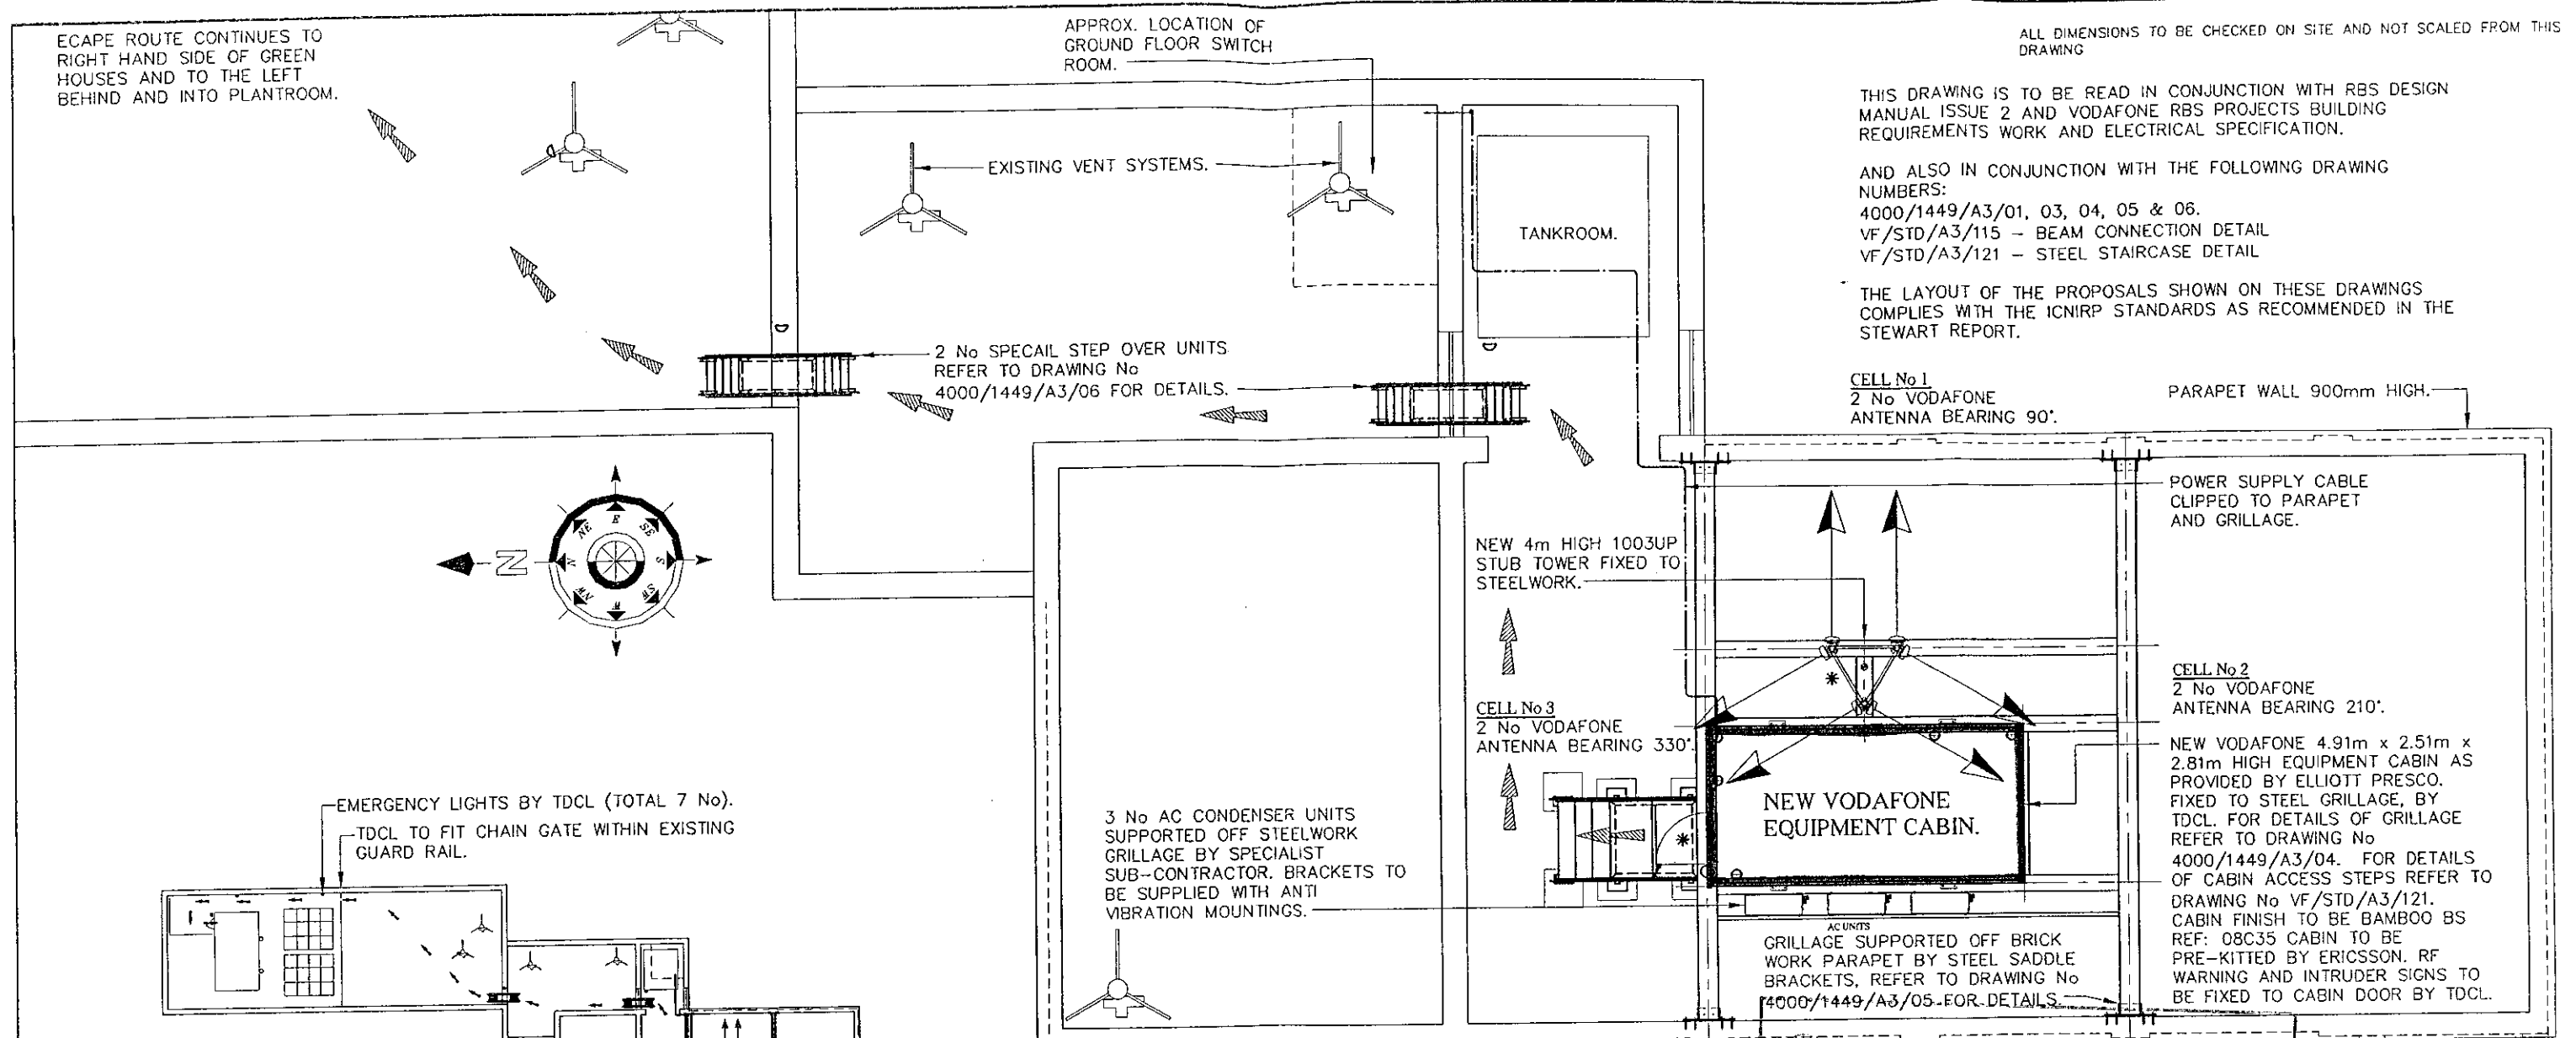 ECAPE ROUTE CONTINUES TO
RIGHT HAND SIDE OF GREEN
HOUSES AND TO THE LEFT
BEHIND AND INTO PLANTROOM.
APPROX. LOCATION OF
GROUND FLOOR SWITCH
ROOM.
ALL DIMENSIONS TO BE CHECKED ON SITE AND NOT SCALED FROM THIS
DRAWING
THIS DRAWING IS TO BE READ IN CONJUNCTION WITH RBS DESIGN
MANUAL ISSUE 2 AND VODAFONE RBS PROJECTS BUILDING
REQUIREMENTS WORK AND ELECTRICAL SPECIFICATION.
AND ALSO IN CONJUNCTION WITH THE FOLLOWING DRAWING
NUMBERS:
4000/1449/A3/01, 03, 04, 05 & 06.
VF/STD/A3/115 – BEAM CONNECTION DETAIL
VF/STD/A3/121 – STEEL STAIRCASE DETAIL
THE LAYOUT OF THE PROPOSALS SHOWN ON THESE DRAWINGS
COMPLIES WITH THE ICNIRP STANDARDS AS RECOMMENDED IN THE
STEWART REPORT.
EXISTING VENT SYSTEMS.
TANKROOM.
2 No SPECAIL STEP OVER UNITS
REFER TO DRAWING No
4000/1449/A3/06 FOR DETAILS.
CELL No 1
2 No VODAFONE
ANTENNA BEARING 90°.
PARAPET WALL 900mm HIGH.
POWER SUPPLY CABLE
CLIPPED TO PARAPET
AND GRILLAGE.
N
E
SE
S
SW
W
NW
N
NE
NEW 4m HIGH 1003UP
STUB TOWER FIXED TO
STEELWORK.
CELL No 3
2 No VODAFONE
ANTENNA BEARING 330°.
CELL No 2
2 No VODAFONE
ANTENNA BEARING 210°.
NEW VODAFONE 4.91m x 2.51m x
2.81m HIGH EQUIPMENT CABIN AS
PROVIDED BY ELLIOTT PRESCO.
FIXED TO STEEL GRILLAGE, BY
TDCL. FOR DETAILS OF GRILLAGE
REFER TO DRAWING No
4000/1449/A3/04. FOR DETAILS
OF CABIN ACCESS STEPS REFER TO
DRAWING No VF/STD/A3/121.
CABIN FINISH TO BE BAMBOO BS
REF: 08C35 CABIN TO BE
PRE-KITTED BY ERICSSON. RF
WARNING AND INTRUDER SIGNS TO
BE FIXED TO CABIN DOOR BY TDCL.
NEW VODAFONE
EQUIPMENT CABIN.
EMERGENCY LIGHTS BY TDCL (TOTAL 7 No).
TDCL TO FIT CHAIN GATE WITHIN EXISTING
GUARD RAIL.
3 No AC CONDENSER UNITS
SUPPORTED OFF STEELWORK
GRILLAGE BY SPECIALIST
SUB-CONTRACTOR. BRACKETS TO
BE SUPPLIED WITH ANTI
VIBRATION MOUNTINGS.
AC UNITS
GRILLAGE SUPPORTED OFF BRICK
WORK PARAPET BY STEEL SADDLE
BRACKETS, REFER TO DRAWING No
4000/1449/A3/05 FOR DETAILS.